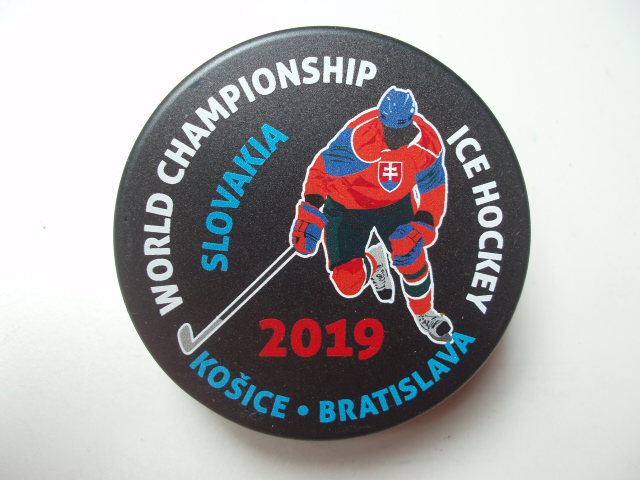 WORLD CHAMPIONSHIP
ICE HOCKEY
SLOVAKIA
2019
KOŠICE • BRATISLAVA